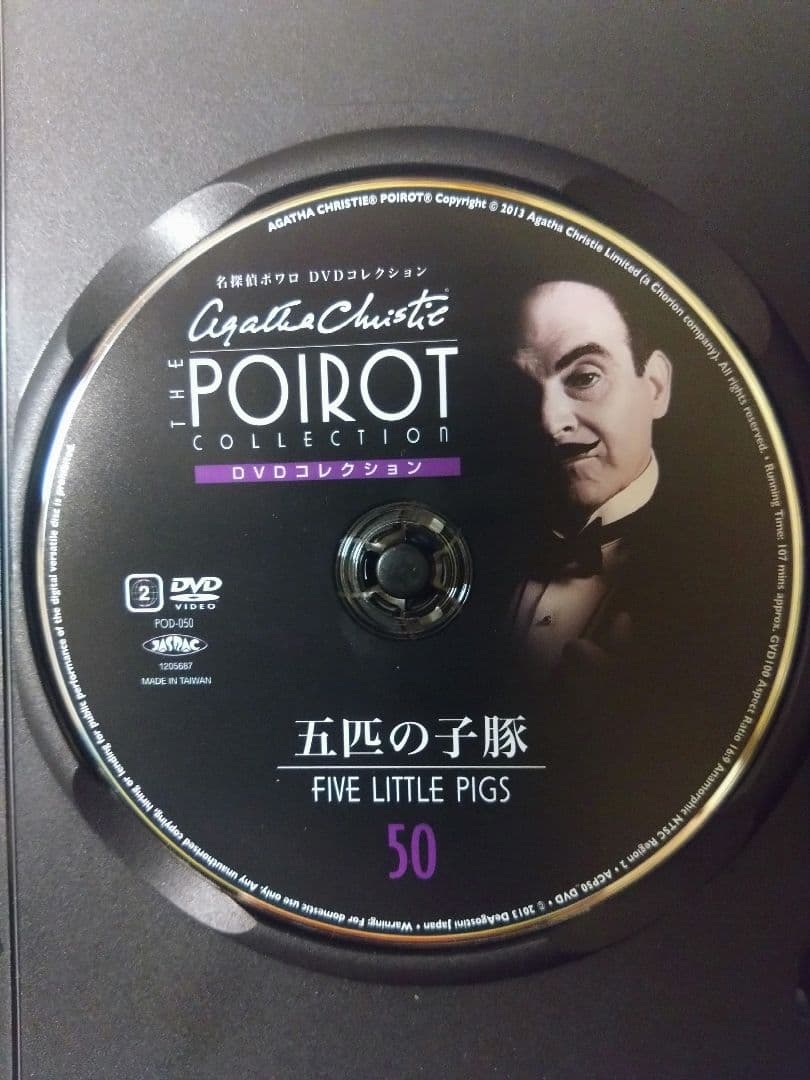 AGATHA CHRISTIE® POIROT® Copyright © 2013 Agatha Christie Limited (a Chorion company). All rights reserved. • Running Time: 107 mins approx. GVD100 Aspect Ratio 16:9 Anamorphic NTSC Region 2 • ACP50_DVD • © 2013 DeAgostini Japan • Warning: For domestic use only. Any unauthorised copying, hiring or lending for public performance of the digital versatile disc is prohibited.
名探偵ポワロ DVDコレクション
Agatha Christie®
THE
POIROT
COLLECTION
DVDコレクション
2
DVD
VIDEO
POD-050
JASRAC
1205687
MADE IN TAIWAN
五匹の子豚
FIVE LITTLE PIGS
50